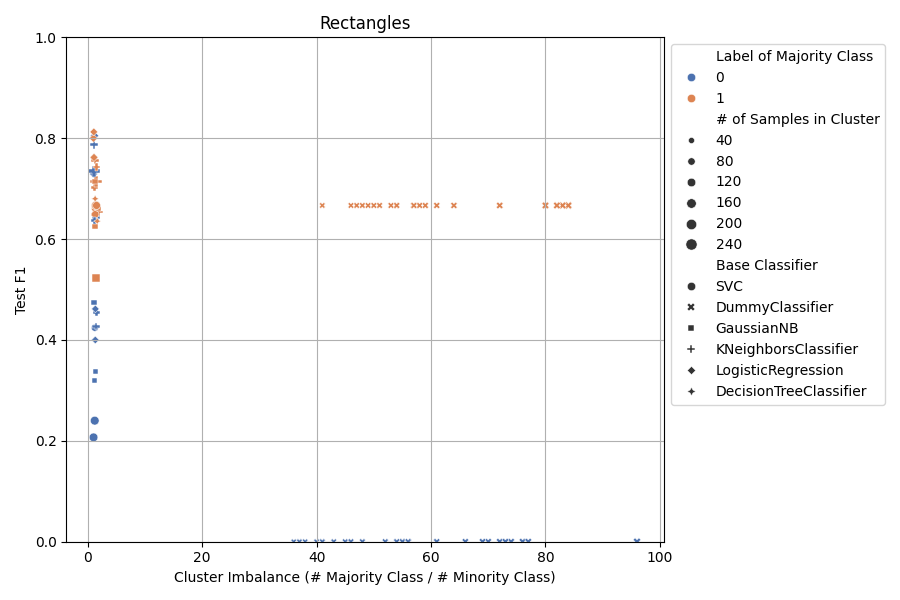 Rectangles
Test F1
1.0
0.8
0.6
0.4
0.2
0.0
0
20
40
60
80
100
Cluster Imbalance (# Majority Class / # Minority Class)
Label of Majority Class
0
1
# of Samples in Cluster
40
80
120
160
200
240
Base Classifier
SVC
DummyClassifier
GaussianNB
KNeighborsClassifier
LogisticRegression
DecisionTreeClassifier